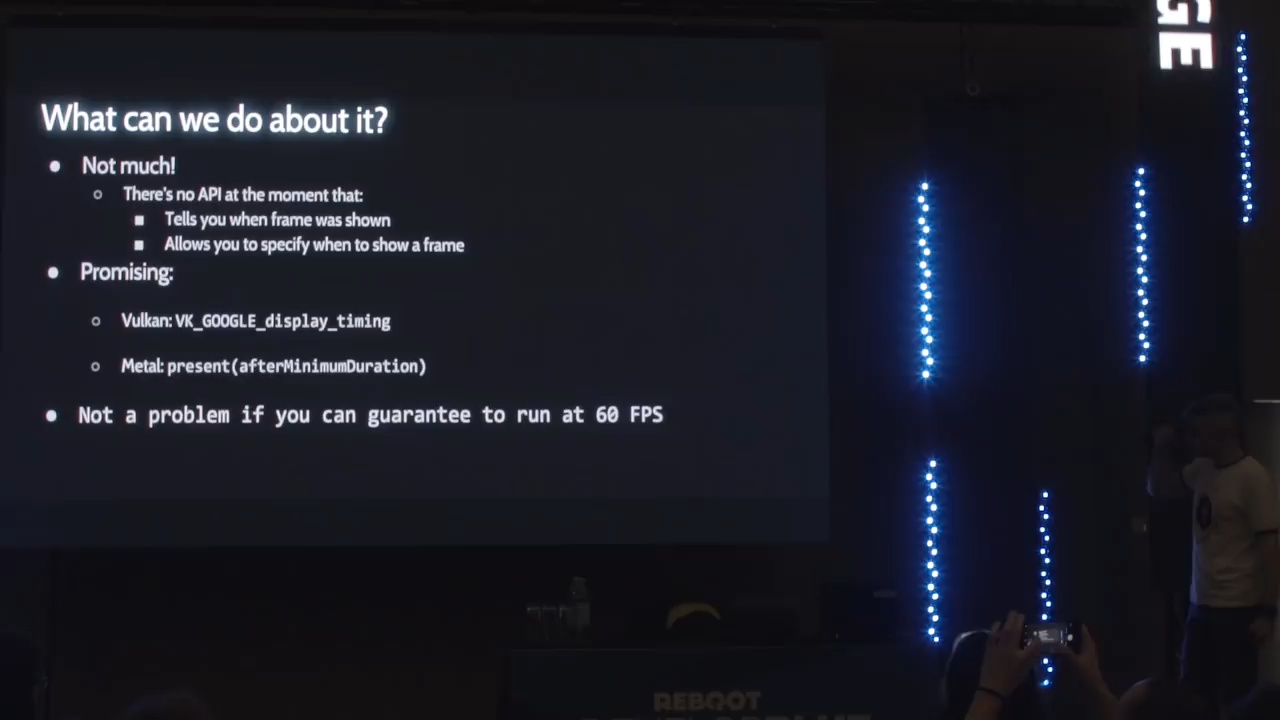 GE
What can we do about it?
● Not much!
○ There's no API at the moment that:
■ Tells you when frame was shown
■ Allows you to specify when to show a frame
● Promising:
○ Vulkan: VK_GOOGLE_display_timing
○ Metal: present(afterMinimumDuration)
● Not a problem if you can guarantee to run at 60 FPS
REBOOT